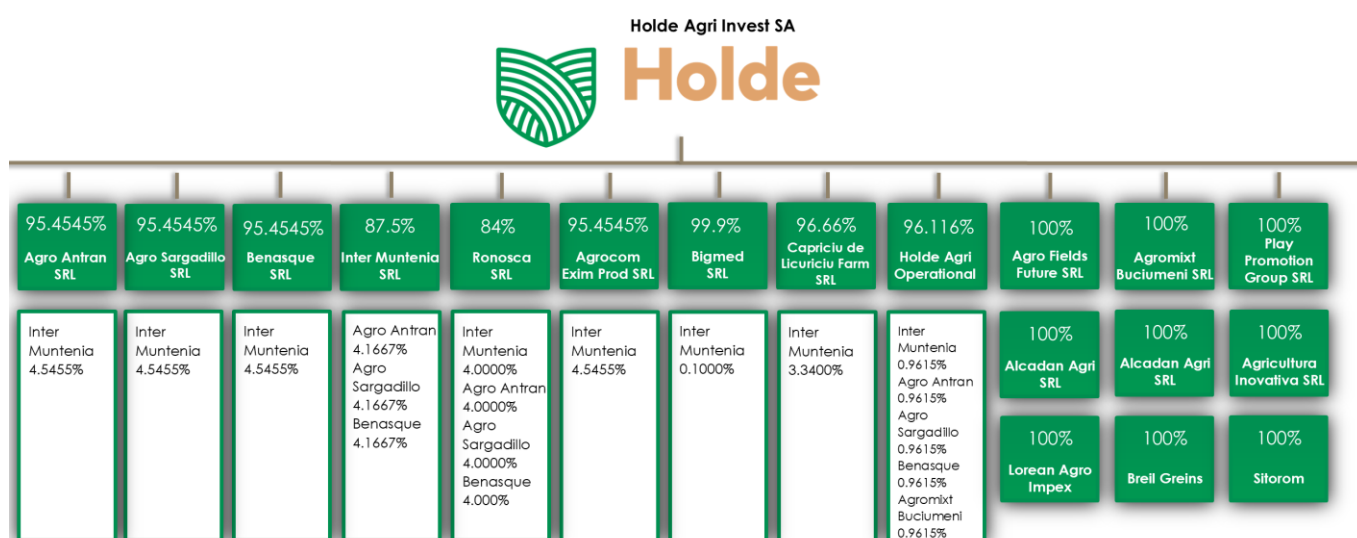 Holde Agri Invest SA
Holde
95.4545%
Agro Antran
SRL
95.4545%
Agro Sargadillo
SRL
95.4545%
Benasque
SRL
87.5%
Inter Muntenia
SRL
84%
Ronosca
SRL
95.4545%
Agrocom
Exim Prod SRL
99.9%
Bigmed
SRL
96.66%
Capriciu de
Licuriciu Farm
SRL
96.116%
Holde Agri
Operational
100%
Agro Fields
Future SRL
100%
Agromixt
Buciumeni SRL
100%
Play
Promotion
Group SRL
Inter
Muntenia
4.5455%
Inter
Muntenia
4.5455%
Inter
Muntenia
4.5455%
Agro Antran
4.1667%
Agro
Sargadillo
4.1667%
Benasque
4.1667%
Inter
Muntenia
4.0000%
Agro Antran
4.0000%
Agro
Sargadillo
4.0000%
Benasque
4.000%
Inter
Muntenia
4.5455%
Inter
Muntenia
0.1000%
Inter
Muntenia
3.3400%
Inter
Muntenia
0.9615%
Agro Antran
0.9615%
Agro
Sargadillo
0.9615%
Benasque
0.9615%
Agromixt
Buciumeni
0.9615%
100%
Alcadan Agri
SRL
100%
Alcadan Agri
SRL
100%
Agricultura
Inovativa SRL
100%
Lorean Agro
Impex
100%
Breil Greins
100%
Sitorom